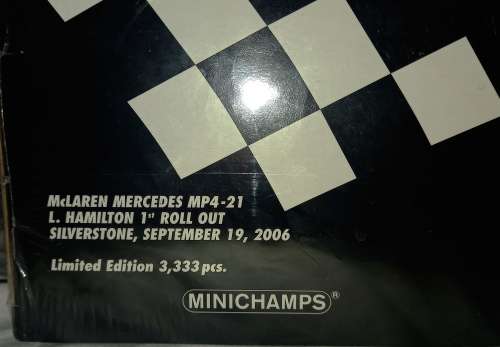 McLAREN MERCEDES MP4-21
L. HAMILTON 1st ROLL OUT
SILVERSTONE, SEPTEMBER 19, 2006
Limited Edition 3,333 pcs.
MINICHAMPS®